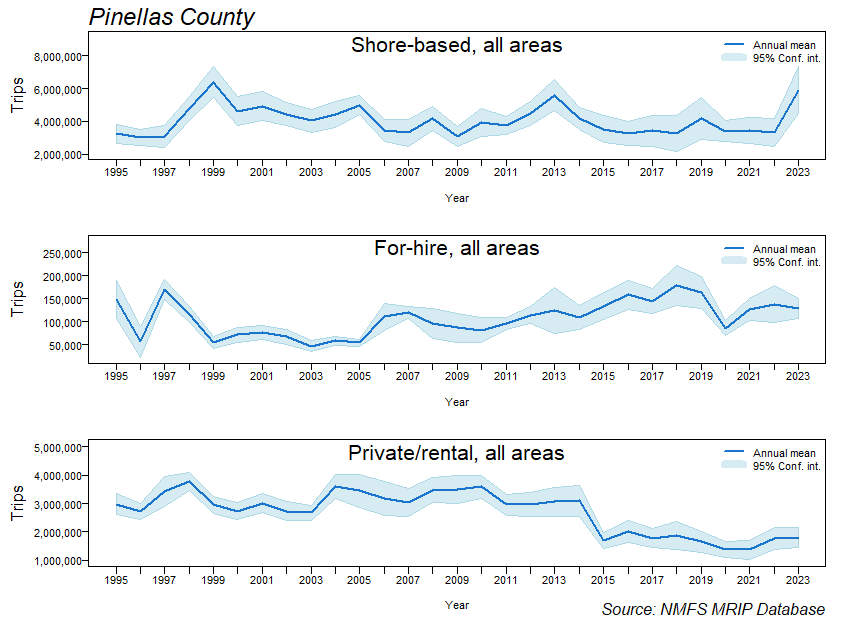 Pinellas County
Shore-based, all areas
Annual mean
95% Conf. int.
Trips
8,000,000
6,000,000
4,000,000
2,000,000
1995 1997 1999 2001 2003 2005 2007 2009 2011 2013 2015 2017 2019 2021 2023
Year
For-hire, all areas
Annual mean
95% Conf. int.
Trips
250,000
200,000
150,000
100,000
50,000
1995 1997 1999 2001 2003 2005 2007 2009 2011 2013 2015 2017 2019 2021 2023
Year
Private/rental, all areas
Annual mean
95% Conf. int.
Trips
5,000,000
4,000,000
3,000,000
2,000,000
1,000,000
1995 1997 1999 2001 2003 2005 2007 2009 2011 2013 2015 2017 2019 2021 2023
Year
Source: NMFS MRIP Database